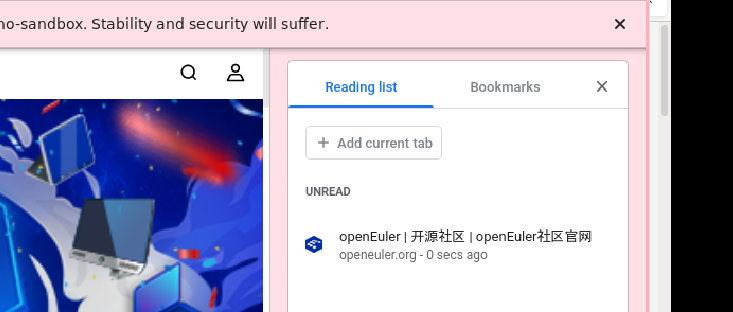 no-sandbox. Stability and security will suffer.
Reading list
Bookmarks
Add current tab
UNREAD
openEuler | 开源社区 | openEuler社区官网
openeuler.org - 0 secs ago